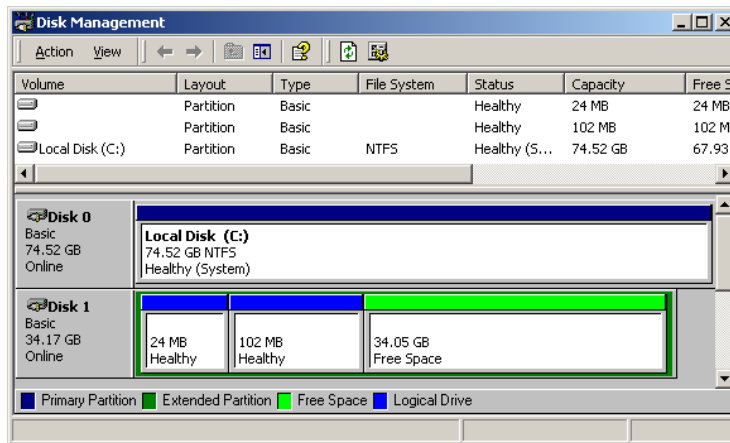 Disk Management
Action View
Volume Layout Type File System Status Capacity Free S
Partition Basic Healthy 24 MB 24 MB
Partition Basic Healthy 102 MB 102 M
Local Disk (C:) Partition Basic NTFS Healthy (S... 74.52 GB 67.93
Disk 0
Basic
74.52 GB
Online
Local Disk (C:)
74.52 GB NTFS
Healthy (System)
Disk 1
Basic
34.17 GB
Online
24 MB
Healthy
102 MB
Healthy
34.05 GB
Free Space
Primary Partition Extended Partition Free Space Logical Drive